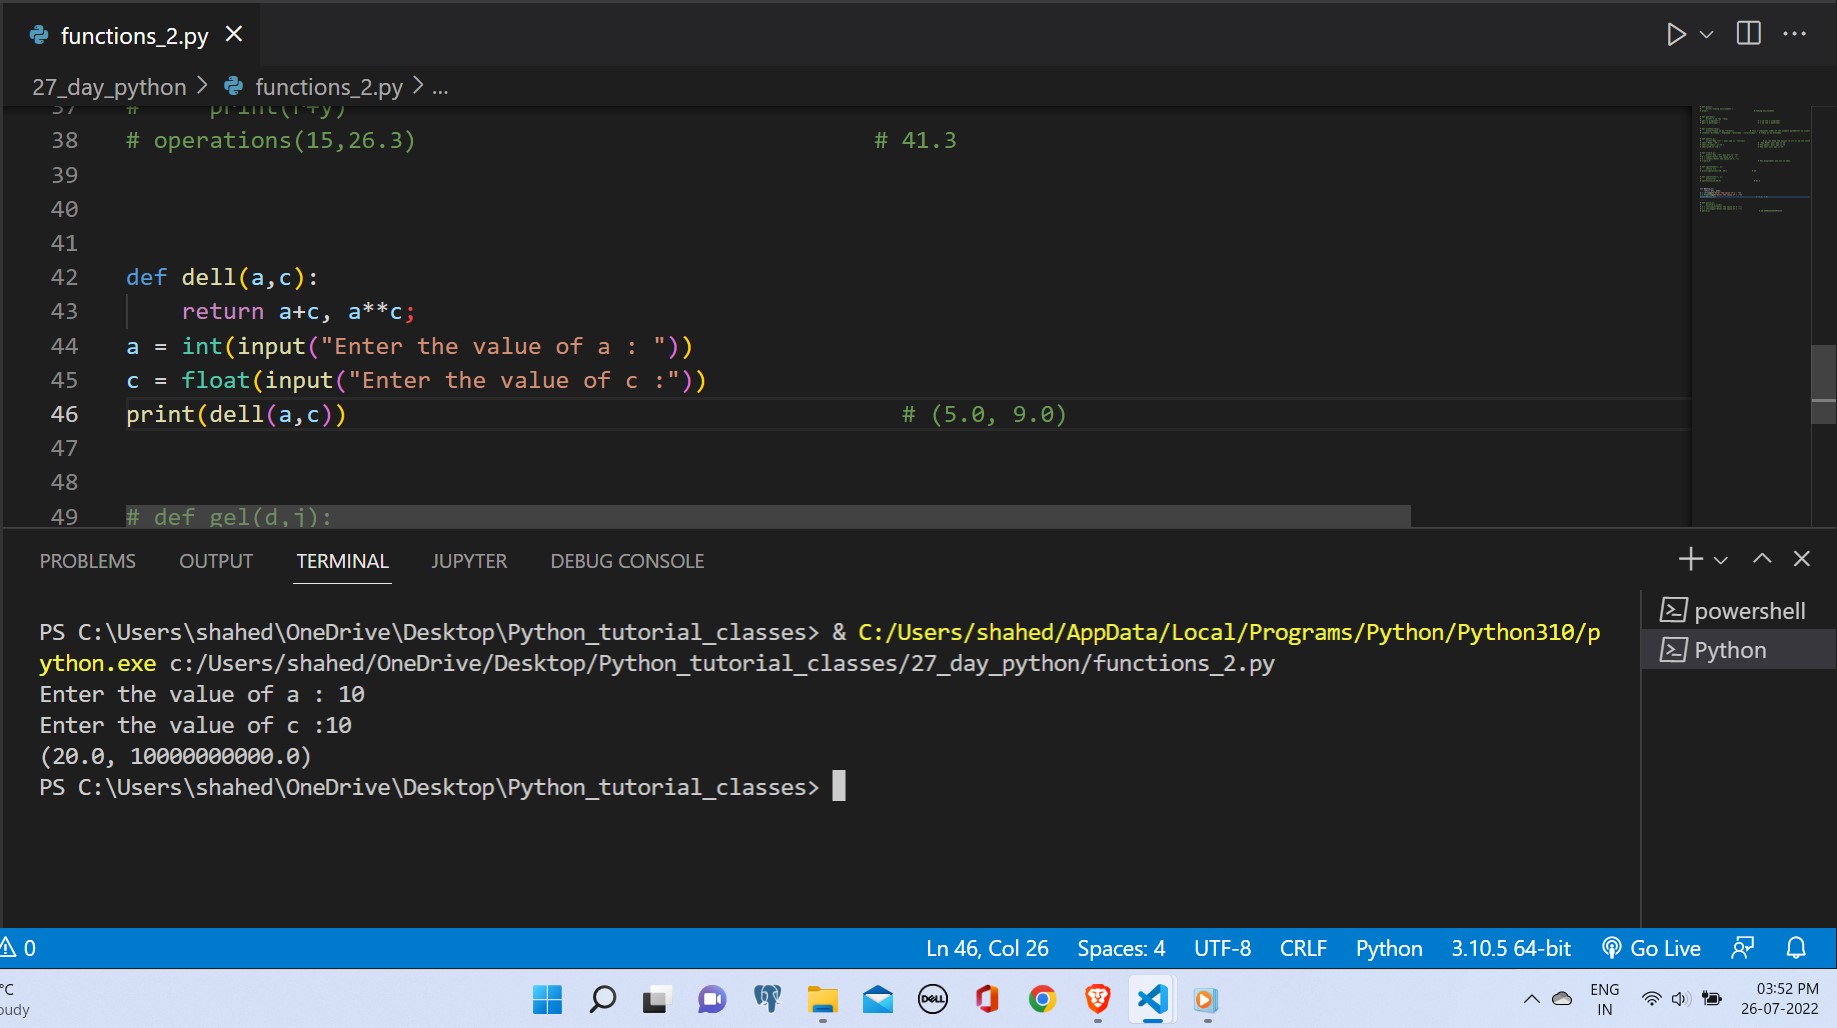 functions_2.py
27_day_python > functions_2.py > ...
37 # print(r+y)
38 # operations(15,26.3) # 41.3
39
40
41
42 def dell(a,c):
43 return a+c, a**c;
44 a = int(input("Enter the value of a : "))
45 c = float(input("Enter the value of c :"))
46 print(dell(a,c)) # (5.0, 9.0)
47
48
49 # def gel(d,j):
PROBLEMS OUTPUT TERMINAL JUPYTER DEBUG CONSOLE
PS C:\Users\shahed\OneDrive\Desktop\Python_tutorial_classes> & C:/Users/shahed/AppData/Local/Programs/Python/Python310/p
ython.exe c:/Users/shahed/OneDrive/Desktop/Python_tutorial_classes/27_day_python/functions_2.py
Enter the value of a : 10
Enter the value of c :10
(20.0, 10000000000.0)
PS C:\Users\shahed\OneDrive\Desktop\Python_tutorial_classes>
powershell
Python
0 Ln 46, Col 26 Spaces: 4 UTF-8 CRLF Python 3.10.5 64-bit Go Live
°C
oudy
DELL
ENG
IN
03:52 PM
26-07-2022